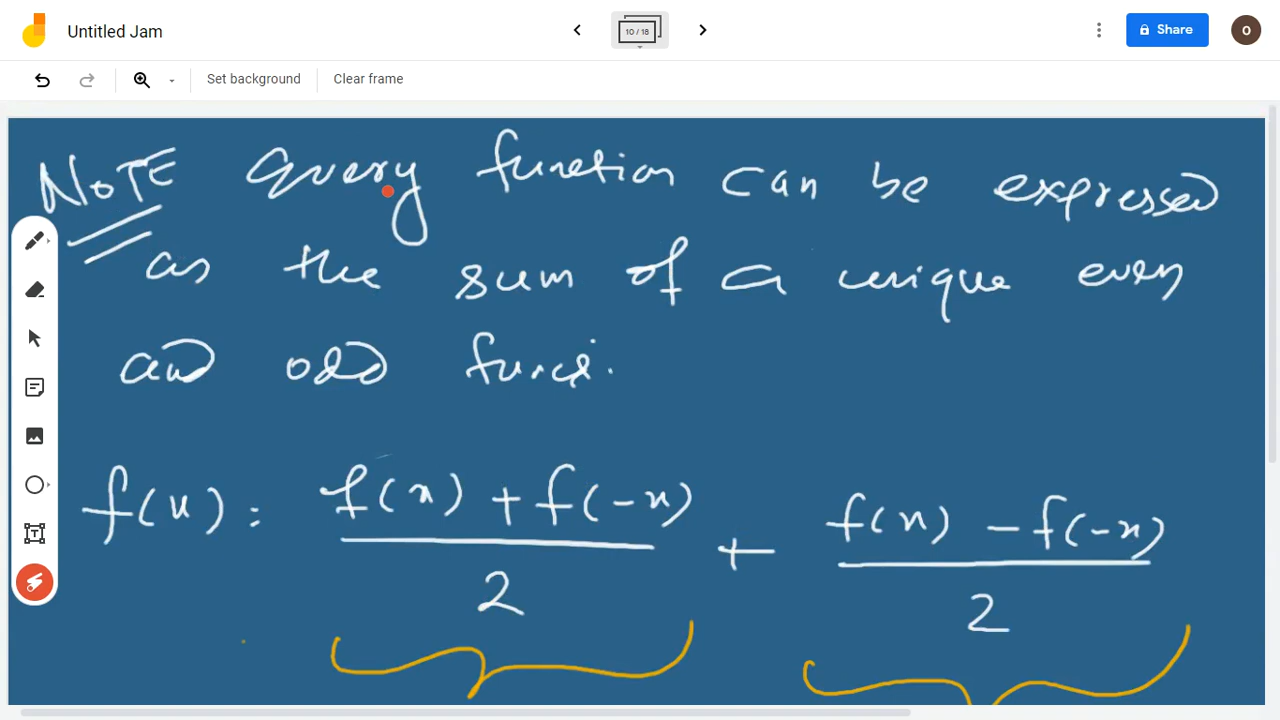 Untitled Jam
10 / 18
Share
O
Set background
Clear frame
NOTE Every function can be expressed
as the sum of a unique even
and odd func.
f(x) = f(x) + f(-x) / 2 + f(x) - f(-x) / 2